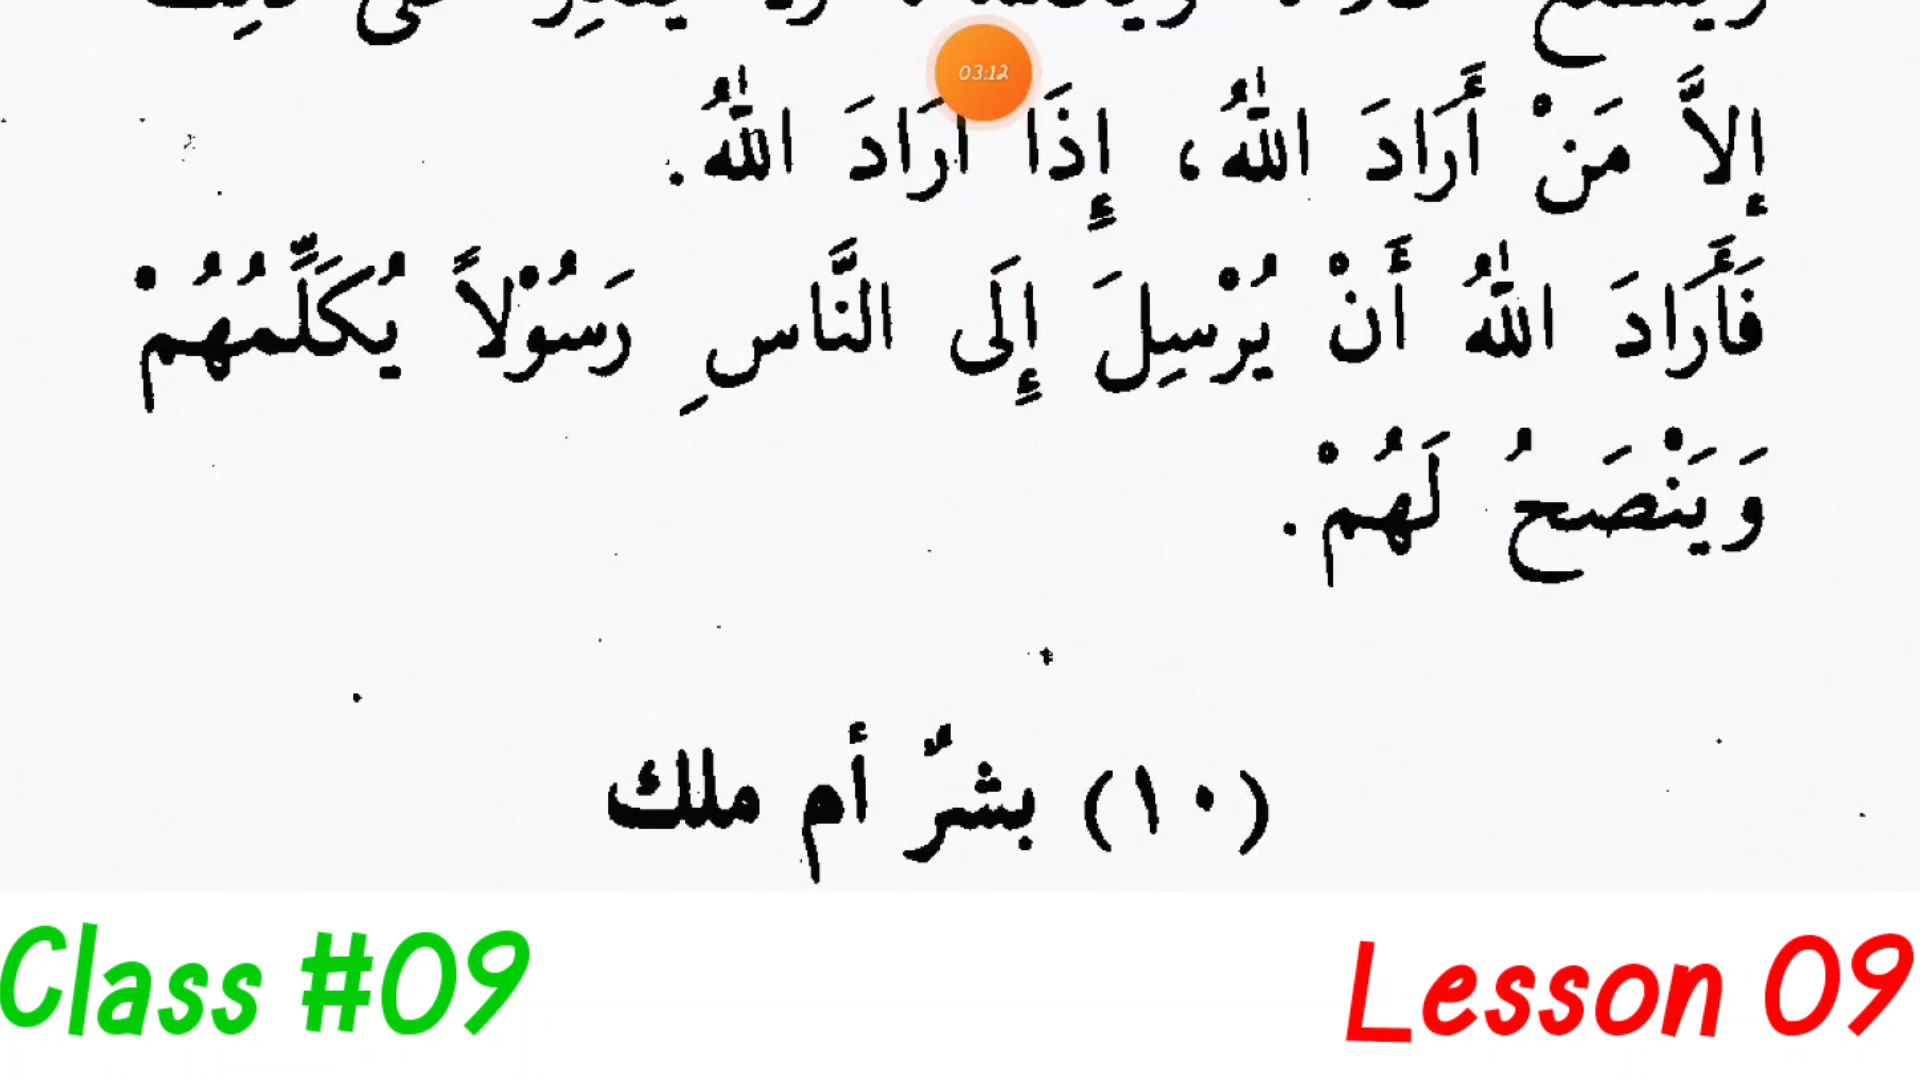 03:12
إلاَّ مَنْ أَرَادَ اللهُ، إِذَا أرَادَ اللهُ.
فَأَرَادَ اللهُ أَنْ يُرْسِلَ إِلَى النَّاسِ رَسُوْلاً يُكَلِّمُهُمْ
وَيَنْصَحُ لَهُمْ.
(١٠) بشرٌ أم ملك
Class #09
Lesson 09